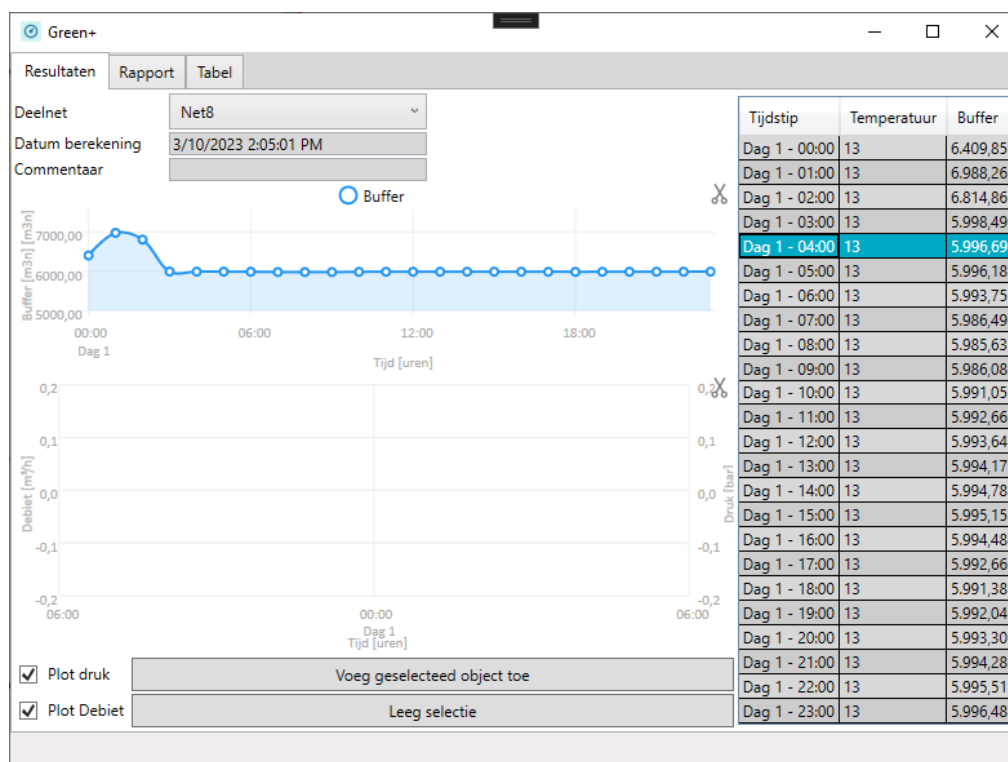 Green+
Resultaten Rapport Tabel
Deelnet Net8
Datum berekening 3/10/2023 2:05:01 PM
Commentaar
Buffer
Buffer [m3n] [m3n]
7000,00
6000,00
5000,00
00:00 06:00 12:00 18:00
Dag 1
Tijd [uren]
Debiet [m³/h]
0,2 0,2
0,1 0,1
0,0 0,0
-0,1 -0,1
-0,2 -0,2
Druk [bar]
06:00 00:00 06:00
Dag 1
Tijd [uren]
Plot druk Voeg geselecteed object toe
Plot Debiet Leeg selectie
Tijdstip Temperatuur Buffer
Dag 1 - 00:00 13 6.409,85
Dag 1 - 01:00 13 6.988,26
Dag 1 - 02:00 13 6.814,86
Dag 1 - 03:00 13 5.998,49
Dag 1 - 04:00 13 5.996,69
Dag 1 - 05:00 13 5.996,18
Dag 1 - 06:00 13 5.993,75
Dag 1 - 07:00 13 5.986,49
Dag 1 - 08:00 13 5.985,63
Dag 1 - 09:00 13 5.986,08
Dag 1 - 10:00 13 5.991,05
Dag 1 - 11:00 13 5.992,66
Dag 1 - 12:00 13 5.993,64
Dag 1 - 13:00 13 5.994,17
Dag 1 - 14:00 13 5.994,78
Dag 1 - 15:00 13 5.995,15
Dag 1 - 16:00 13 5.994,48
Dag 1 - 17:00 13 5.992,66
Dag 1 - 18:00 13 5.991,38
Dag 1 - 19:00 13 5.992,04
Dag 1 - 20:00 13 5.993,30
Dag 1 - 21:00 13 5.994,28
Dag 1 - 22:00 13 5.995,51
Dag 1 - 23:00 13 5.996,48